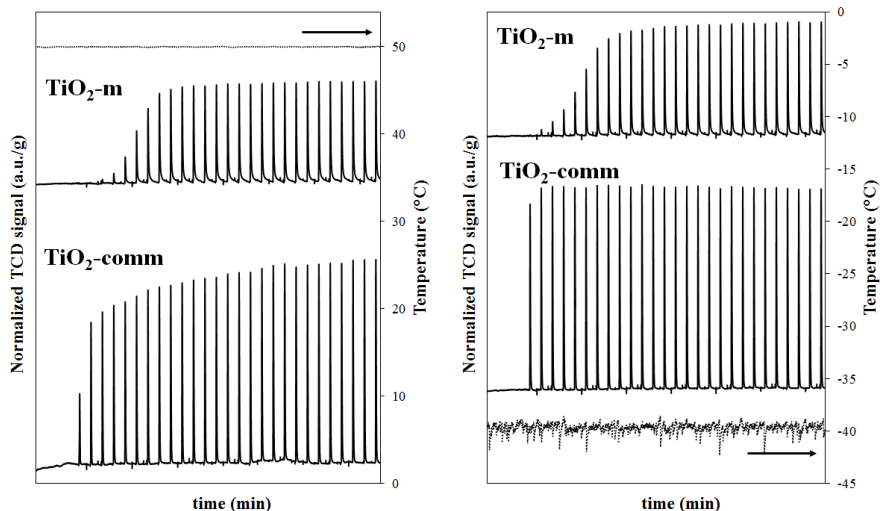 TiO2-m
TiO2-comm
Normalized TCD signal (a.u./g)
time (min)
50
40
30
20
10
0
Temperature (°C)
TiO2-m
TiO2-comm
Normalized TCD signal (a.u./g)
time (min)
0
-5
-10
-15
-20
-25
-30
-35
-40
-45
Temperature (°C)